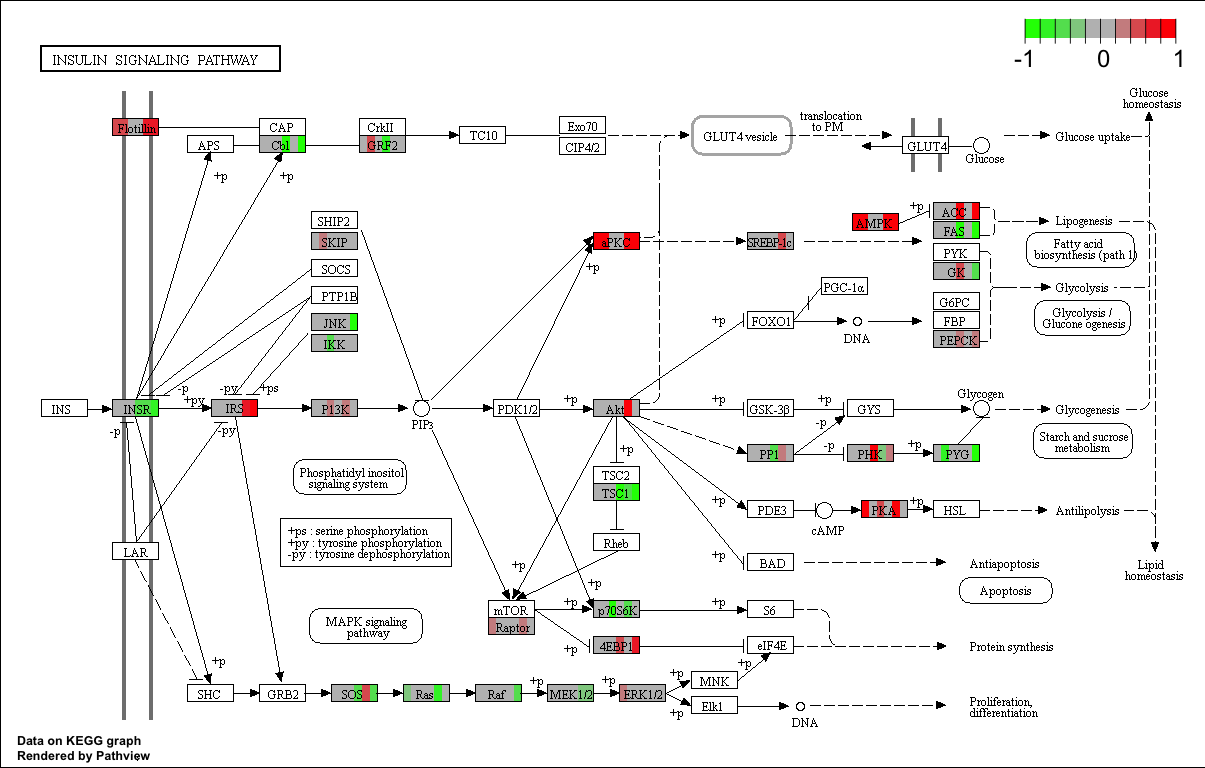 -1 0 1
INSULIN SIGNALING PATHWAY
Glucose
homeostasis
Flotillin
CAP
Cbl
APS
+p
+p
CrkII
GRF2
TC10
Exo70
CIP4/2
GLUT4 vesicle
translocation
to PM
GLUT4
Glucose
Glucose uptake
SHIP2
SKIP
SOCS
PTP1B
JNK
IKK
aPKC
+p
SREBP-1c
AMPK
+p
ACC
FAS
Lipogenesis
Fatty acid
biosynthesis (path 1)
PYK
GK
Glycolysis
PGC-1α
G6PC
FBP
PEPCK
Glycolysis /
Glucone ogenesis
+p
FOXO1
DNA
INS
INSR
-p
+py
-p
-py
+ps
IRS
-py
PI3K
PIP3
PDK1/2
+p
Akt
+p
GSK-3β
+p
GYS
Glycogen
Glycogenesis
-p
PP1
-p
PHK
+p
PYG
Starch and sucrose
metabolism
Phosphatidyl inositol
signaling system
+p
TSC2
TSC1
+p
PDE3
cAMP
PKA
+p
HSL
Antilipolysis
+ps : serine phosphorylation
+py : tyrosine phosphorylation
-py : tyrosine dephosphorylation
LAR
Rheb
+p
BAD
Antiapoptosis
Apoptosis
Lipid
homeostasis
+p
+p
mTOR
Raptor
+p
p70S6K
+p
S6
MAPK signaling
pathway
+p
4EBP1
eIF4E
Protein synthesis
+p
SHC
GRB2
SOS
Ras
Raf
+p
MEK1/2
+p
ERK1/2
+p
MNK
+p
+p
Elk1
DNA
Proliferation,
differentiation
Data on KEGG graph
Rendered by Pathview